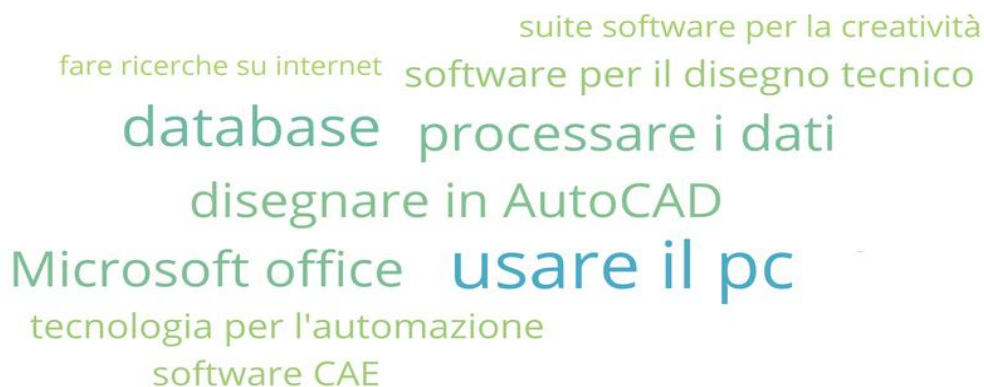 suite software per la creatività
fare ricerche su internet software per il disegno tecnico
database processare i dati
disegnare in AutoCAD
Microsoft office usare il pc
tecnologia per l'automazione
software CAE